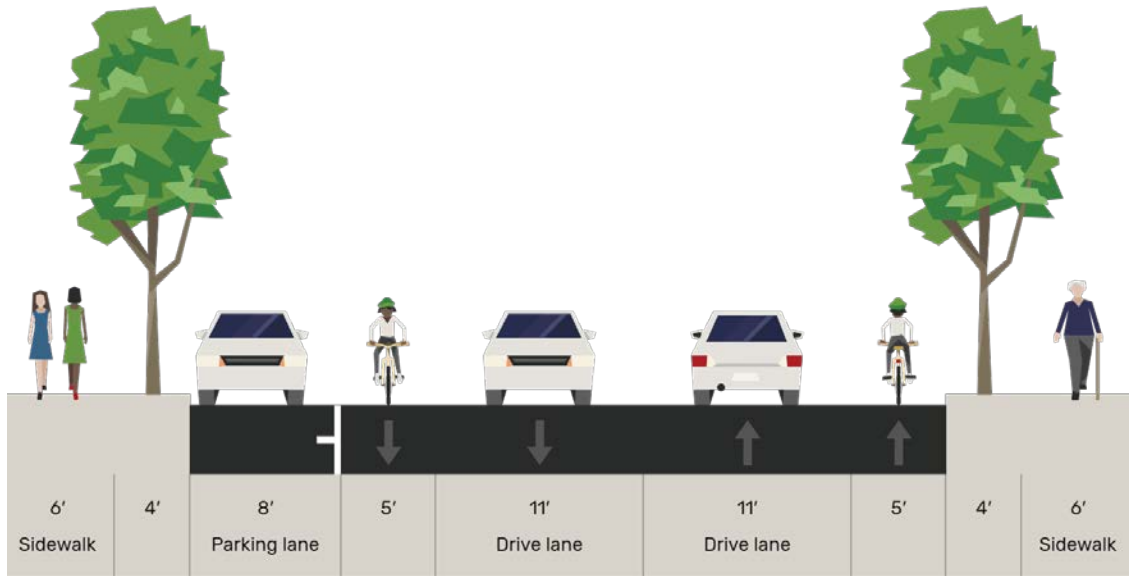 6′ 4′ 8′ 5′ 11′ 11′ 5′ 4′ 6′
Sidewalk Parking lane Drive lane Drive lane Sidewalk